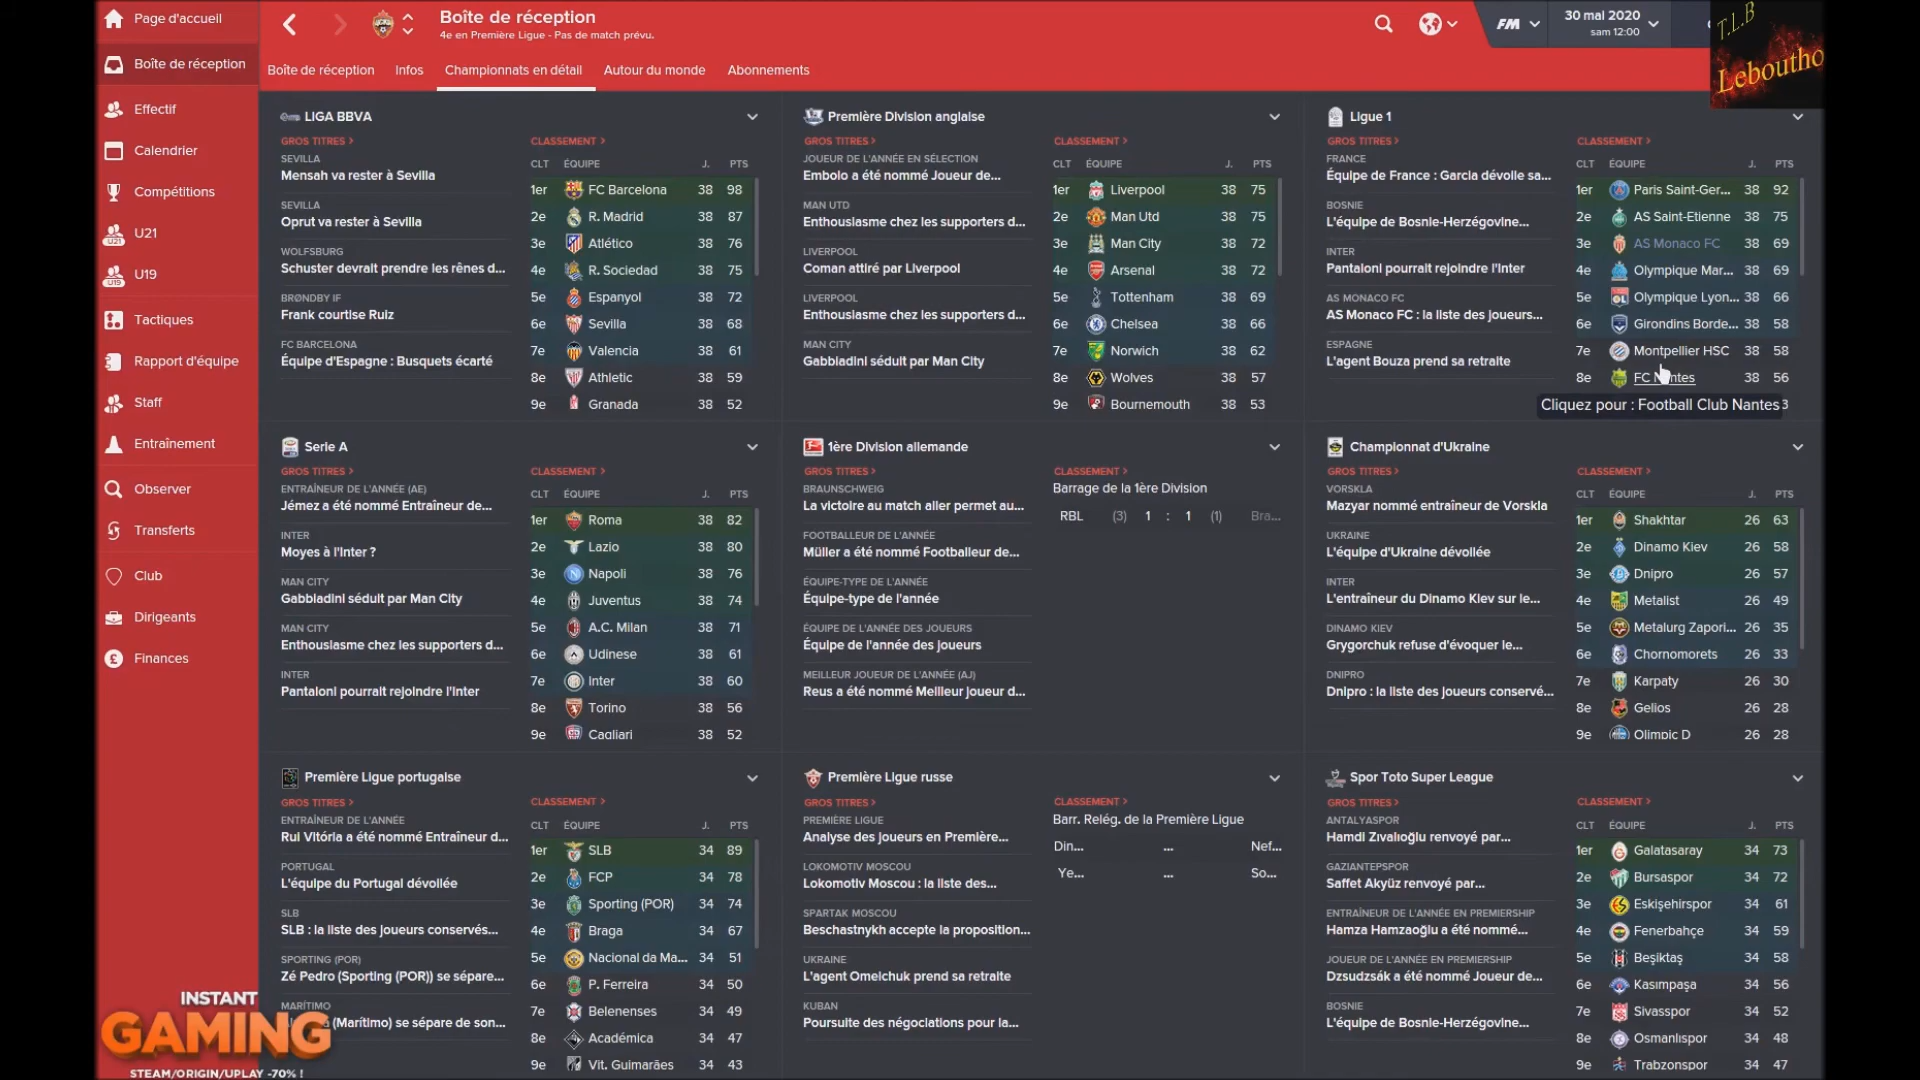 Page d'accueil
Boîte de réception
Effectif
Calendrier
Compétitions
U21
U21
U19
U19
Tactiques
Rapport d'équipe
Staff
Entraînement
Observer
Transferts
Club
Dirigeants
Finances
INSTANT
GAMING
STEAM/ORIGIN/UPLAY -70% !
Boîte de réception
4e en Première Ligue - Pas de match prévu.
FM
30 mai 2020
sam 12:00
T.L.B
Leboutho
Boîte de réception Infos Championnats en détail Autour du monde Abonnements
LIGA BBVA
GROS TITRES >
SEVILLA
Mensah va rester à Sevilla
SEVILLA
Oprut va rester à Sevilla
WOLFSBURG
Schuster devrait prendre les rênes d...
BRØNDBY IF
Frank courtise Ruiz
FC BARCELONA
Équipe d'Espagne : Busquets écarté
CLASSEMENT >
CLT ÉQUIPE J. PTS
1er FC Barcelona 38 98
2e R. Madrid 38 87
3e Atlético 38 76
4e R. Sociedad 38 75
5e Espanyol 38 72
6e Sevilla 38 68
7e Valencia 38 61
8e Athletic 38 59
9e Granada 38 52
Première Division anglaise
GROS TITRES >
JOUEUR DE L'ANNÉE EN SÉLECTION
Embolo a été nommé Joueur de...
MAN UTD
Enthousiasme chez les supporters d...
LIVERPOOL
Coman attiré par Liverpool
LIVERPOOL
Enthousiasme chez les supporters d...
MAN CITY
Gabbiadini séduit par Man City
CLASSEMENT >
CLT ÉQUIPE J. PTS
1er Liverpool 38 75
2e Man Utd 38 75
3e Man City 38 72
4e Arsenal 38 72
5e Tottenham 38 69
6e Chelsea 38 66
7e Norwich 38 62
8e Wolves 38 57
9e Bournemouth 38 53
Ligue 1
GROS TITRES >
FRANCE
Équipe de France : Garcia dévoile sa...
BOSNIE
L'équipe de Bosnie-Herzégovine...
INTER
Pantaloni pourrait rejoindre l'Inter
AS MONACO FC
AS Monaco FC : la liste des joueurs...
ESPAGNE
L'agent Bouza prend sa retraite
CLASSEMENT >
CLT ÉQUIPE J. PTS
1er Paris Saint-Ger... 38 92
2e AS Saint-Etienne 38 75
3e AS Monaco FC 38 69
4e Olympique Mar... 38 69
5e Olympique Lyon... 38 66
6e Girondins Borde... 38 58
7e Montpellier HSC 38 58
8e FC Nantes 38 56
Cliquez pour : Football Club Nantes 3
Serie A
GROS TITRES >
ENTRAÎNEUR DE L'ANNÉE (AE)
Jémez a été nommé Entraîneur de...
INTER
Moyes à l'Inter ?
MAN CITY
Gabbiadini séduit par Man City
MAN CITY
Enthousiasme chez les supporters d...
INTER
Pantaloni pourrait rejoindre l'Inter
CLASSEMENT >
CLT ÉQUIPE J. PTS
1er Roma 38 82
2e Lazio 38 80
3e Napoli 38 76
4e Juventus 38 74
5e A.C. Milan 38 71
6e Udinese 38 61
7e Inter 38 60
8e Torino 38 56
9e Cagliari 38 52
1ère Division allemande
GROS TITRES >
BRAUNSCHWEIG
La victoire au match aller permet au...
FOOTBALLEUR DE L'ANNÉE
Müller a été nommé Footballeur de...
ÉQUIPE-TYPE DE L'ANNÉE
Équipe-type de l'année
ÉQUIPE DE L'ANNÉE DES JOUEURS
Équipe de l'année des joueurs
MEILLEUR JOUEUR DE L'ANNÉE (AJ)
Reus a été nommé Meilleur joueur d...
CLASSEMENT >
Barrage de la 1ère Division
RBL (3) 1 : 1 (1) Bra...
Championnat d'Ukraine
GROS TITRES >
VORSKLA
Mazyar nommé entraîneur de Vorskla
UKRAINE
L'équipe d'Ukraine dévoilée
INTER
L'entraîneur du Dinamo Kiev sur le...
DINAMO KIEV
Grygorchuk refuse d'évoquer le...
DNIPRO
Dnipro : la liste des joueurs conservé...
CLASSEMENT >
CLT ÉQUIPE J. PTS
1er Shakhtar 26 63
2e Dinamo Kiev 26 58
3e Dnipro 26 57
4e Metalist 26 49
5e Metalurg Zapori... 26 35
6e Chornomorets 26 33
7e Karpaty 26 30
8e Gelios 26 28
9e Olimpic D 26 28
Première Ligue portugaise
GROS TITRES >
ENTRAÎNEUR DE L'ANNÉE
Rui Vitória a été nommé Entraîneur d...
PORTUGAL
L'équipe du Portugal dévoilée
SLB
SLB : la liste des joueurs conservés...
SPORTING (POR)
Zé Pedro (Sporting (POR)) se sépare...
MARÍTIMO
(Marítimo) se sépare de son...
CLASSEMENT >
CLT ÉQUIPE J. PTS
1er SLB 34 89
2e FCP 34 78
3e Sporting (POR) 34 74
4e Braga 34 67
5e Nacional da Ma... 34 51
6e P. Ferreira 34 50
7e Belenenses 34 49
8e Académica 34 47
9e Vit. Guimarães 34 43
Première Ligue russe
GROS TITRES >
PREMIÈRE LIGUE
Analyse des joueurs en Première...
LOKOMOTIV MOSCOU
Lokomotiv Moscou : la liste des...
SPARTAK MOSCOU
Beschastnykh accepte la proposition...
UKRAINE
L'agent Omelchuk prend sa retraite
KUBAN
Poursuite des négociations pour la...
CLASSEMENT >
Barr. Relég. de la Première Ligue
Din... ... Nef...
Ye... ... So...
Spor Toto Super League
GROS TITRES >
ANTALYASPOR
Hamdi Zıvalıoğlu renvoyé par...
GAZIANTEPSPOR
Saffet Akyüz renvoyé par...
ENTRAÎNEUR DE L'ANNÉE EN PREMIERSHIP
Hamza Hamzaoğlu a été nommé...
JOUEUR DE L'ANNÉE EN PREMIERSHIP
Dzsudzsák a été nommé Joueur de...
BOSNIE
L'équipe de Bosnie-Herzégovine...
CLASSEMENT >
CLT ÉQUIPE J. PTS
1er Galatasaray 34 73
2e Bursaspor 34 72
3e Eskişehirspor 34 61
4e Fenerbahçe 34 59
5e Beşiktaş 34 58
6e Kasımpaşa 34 56
7e Sivasspor 34 52
8e Osmanlıspor 34 48
9e Trabzonspor 34 47